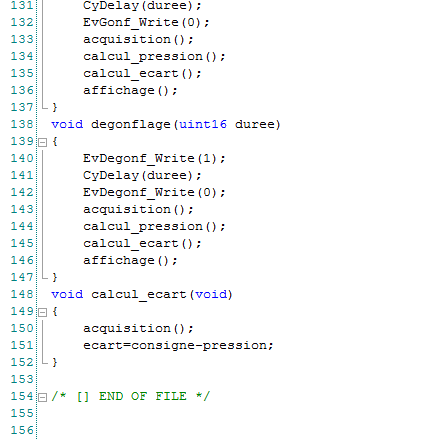 131 CyDelay(duree);
132 EvGonf_Write(0);
133 acquisition();
134 calcul_pression();
135 calcul_ecart();
136 affichage();
137 }
138 void degonflage(uint16 duree)
139 {
140 EvDegonf_Write(1);
141 CyDelay(duree);
142 EvDegonf_Write(0);
143 acquisition();
144 calcul_pression();
145 calcul_ecart();
146 affichage();
147 }
148 void calcul_ecart(void)
149 {
150 acquisition();
151 ecart=consigne-pression;
152 }
153
154 /* [] END OF FILE */
155
156